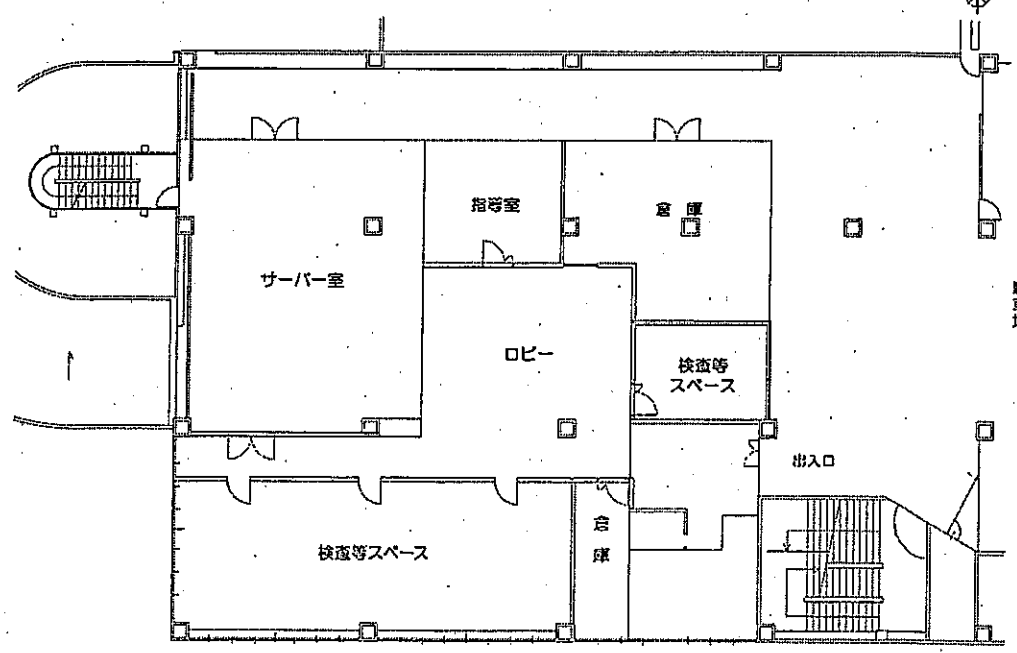 指導室
倉庫
サーバー室
ロビー
検査等
スペース
出入口
倉
庫
検査等スペース